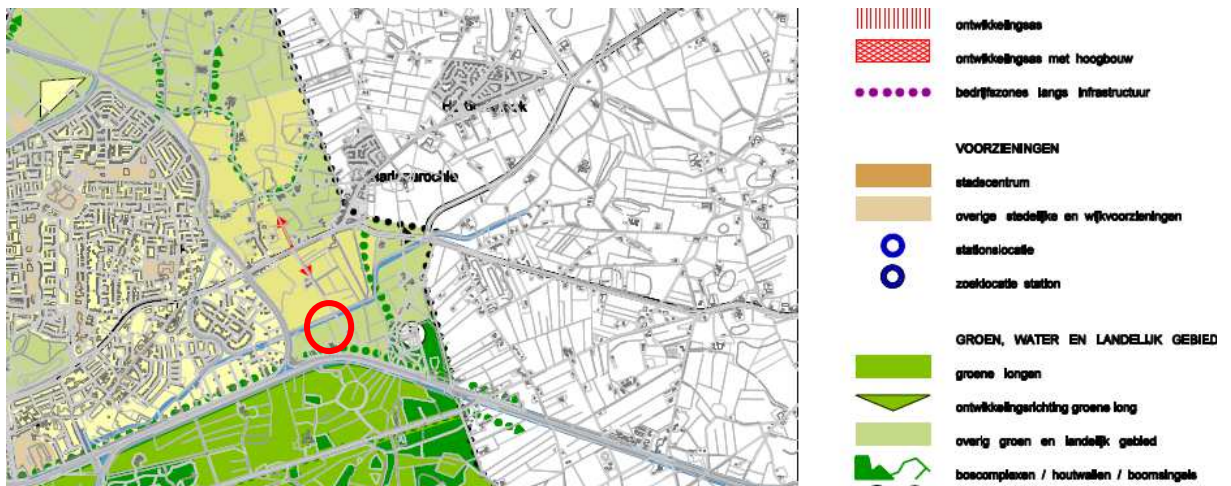 ontwikkelingsas
ontwikkelingsas met hoogbouw
bedrijfszones langs infrastructuur
VOORZIENINGEN
stadscentrum
overige stedelijke en wijkvoorzieningen
stationslocatie
zoeklocatie station
GROEN, WATER EN LANDELIJK GEBIED
groene longen
ontwikkelingsrichting groene long
overig groen en landelijk gebied
boscomplexen / houtwallen / boomsingels